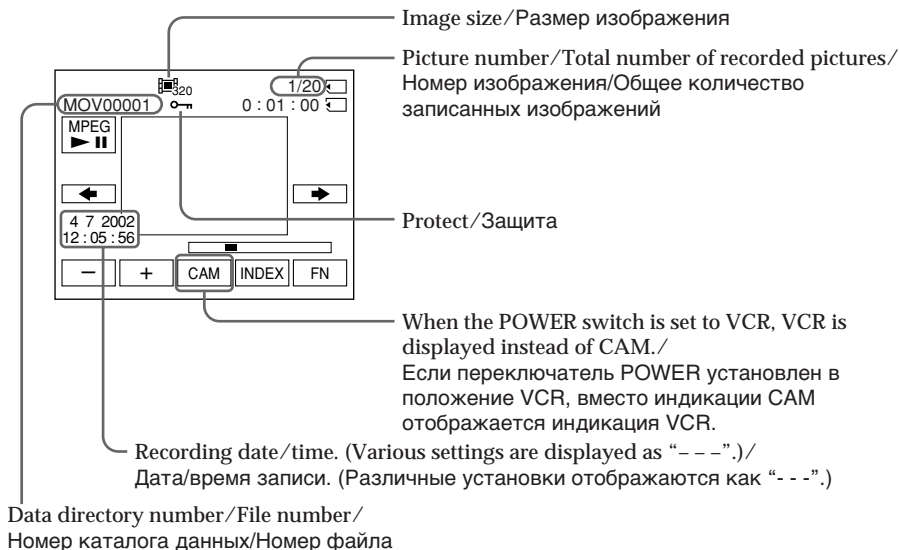 Image size/Размер изображения
Picture number/Total number of recorded pictures/
Номер изображения/Общее количество
записанных изображений
320
1/20
MOV00001
0 : 01 : 00
MPEG
4 7 2002
12 : 05 : 56
Protect/Защита
– + CAM INDEX FN
When the POWER switch is set to VCR, VCR is
displayed instead of CAM./
Если переключатель POWER установлен в
положение VCR, вместо индикации CAM
отображается индикация VCR.
Recording date/time. (Various settings are displayed as “– – –”.)/
Дата/время записи. (Различные установки отображаются как “- - -”.)
Data directory number/File number/
Номер каталога данных/Номер файла